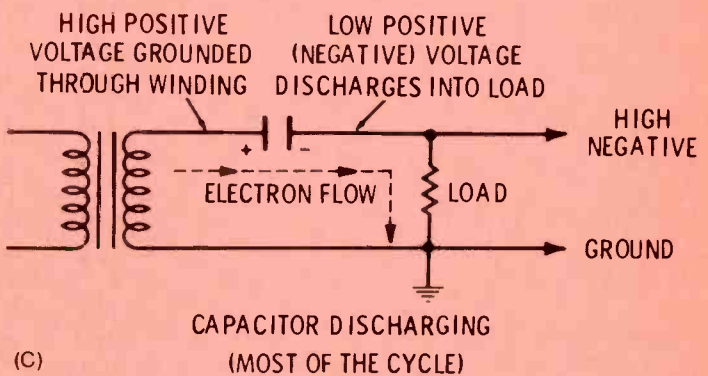 HIGH POSITIVE
VOLTAGE GROUNDED
THROUGH WINDING
LOW POSITIVE
(NEGATIVE) VOLTAGE
DISCHARGES INTO LOAD
HIGH
NEGATIVE
+
-
ELECTRON FLOW
LOAD
GROUND
CAPACITOR DISCHARGING
(MOST OF THE CYCLE)
(C)